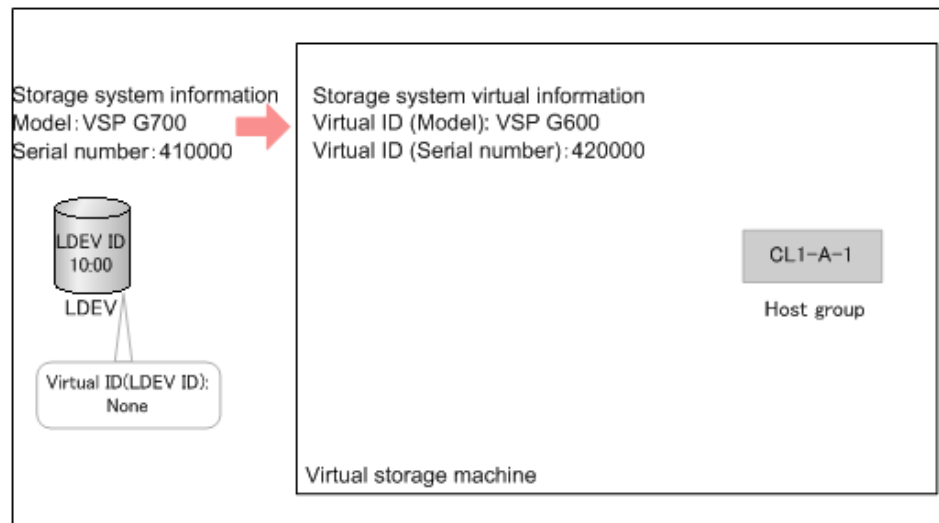 Storage system information
Model:VSP G700
Serial number:410000
Storage system virtual information
Virtual ID (Model): VSP G600
Virtual ID (Serial number):420000
LDEV ID
10:00
LDEV
Virtual ID(LDEV ID):
None
CL1-A-1
Host group
Virtual storage machine